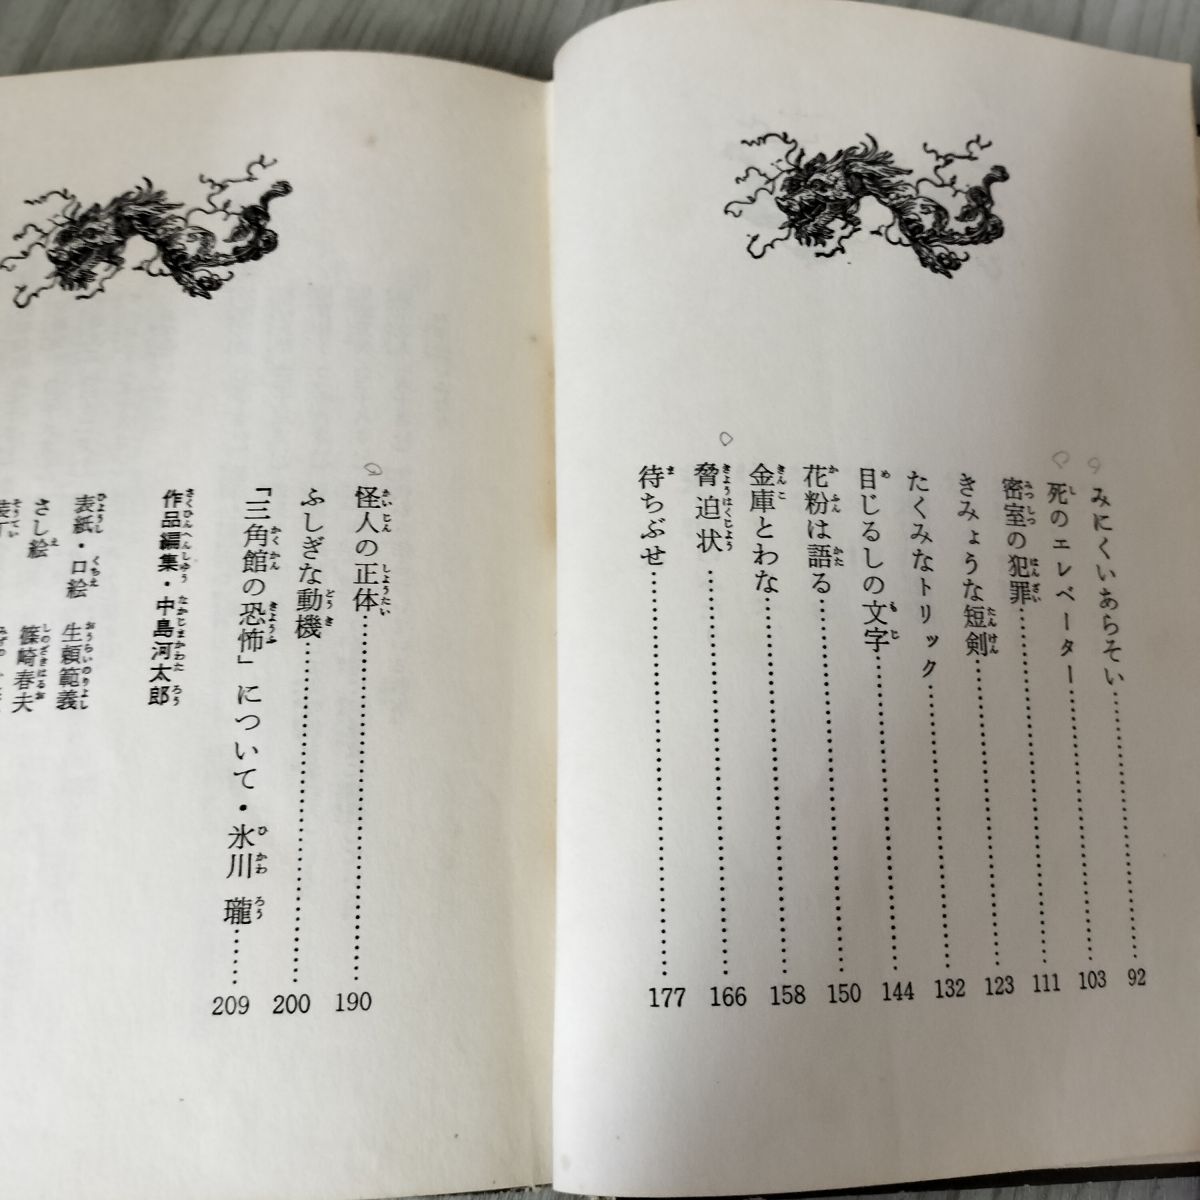 みにくいあらそい…………92
死のエレベーター…………103
密室の犯罪…………111
きみょうな短剣…………123
たくみなトリック…………132
目じるしの文字…………144
花粉は語る…………150
金庫とわな…………158
脅迫状…………166
待ちぶせ…………177
怪人の正体…………190
ふしぎな動機…………200
「三角館の恐怖」について・氷川 瓏……209
作品編集・中島河太郎
表紙・口絵 生頼範義
さし絵 篠崎春夫